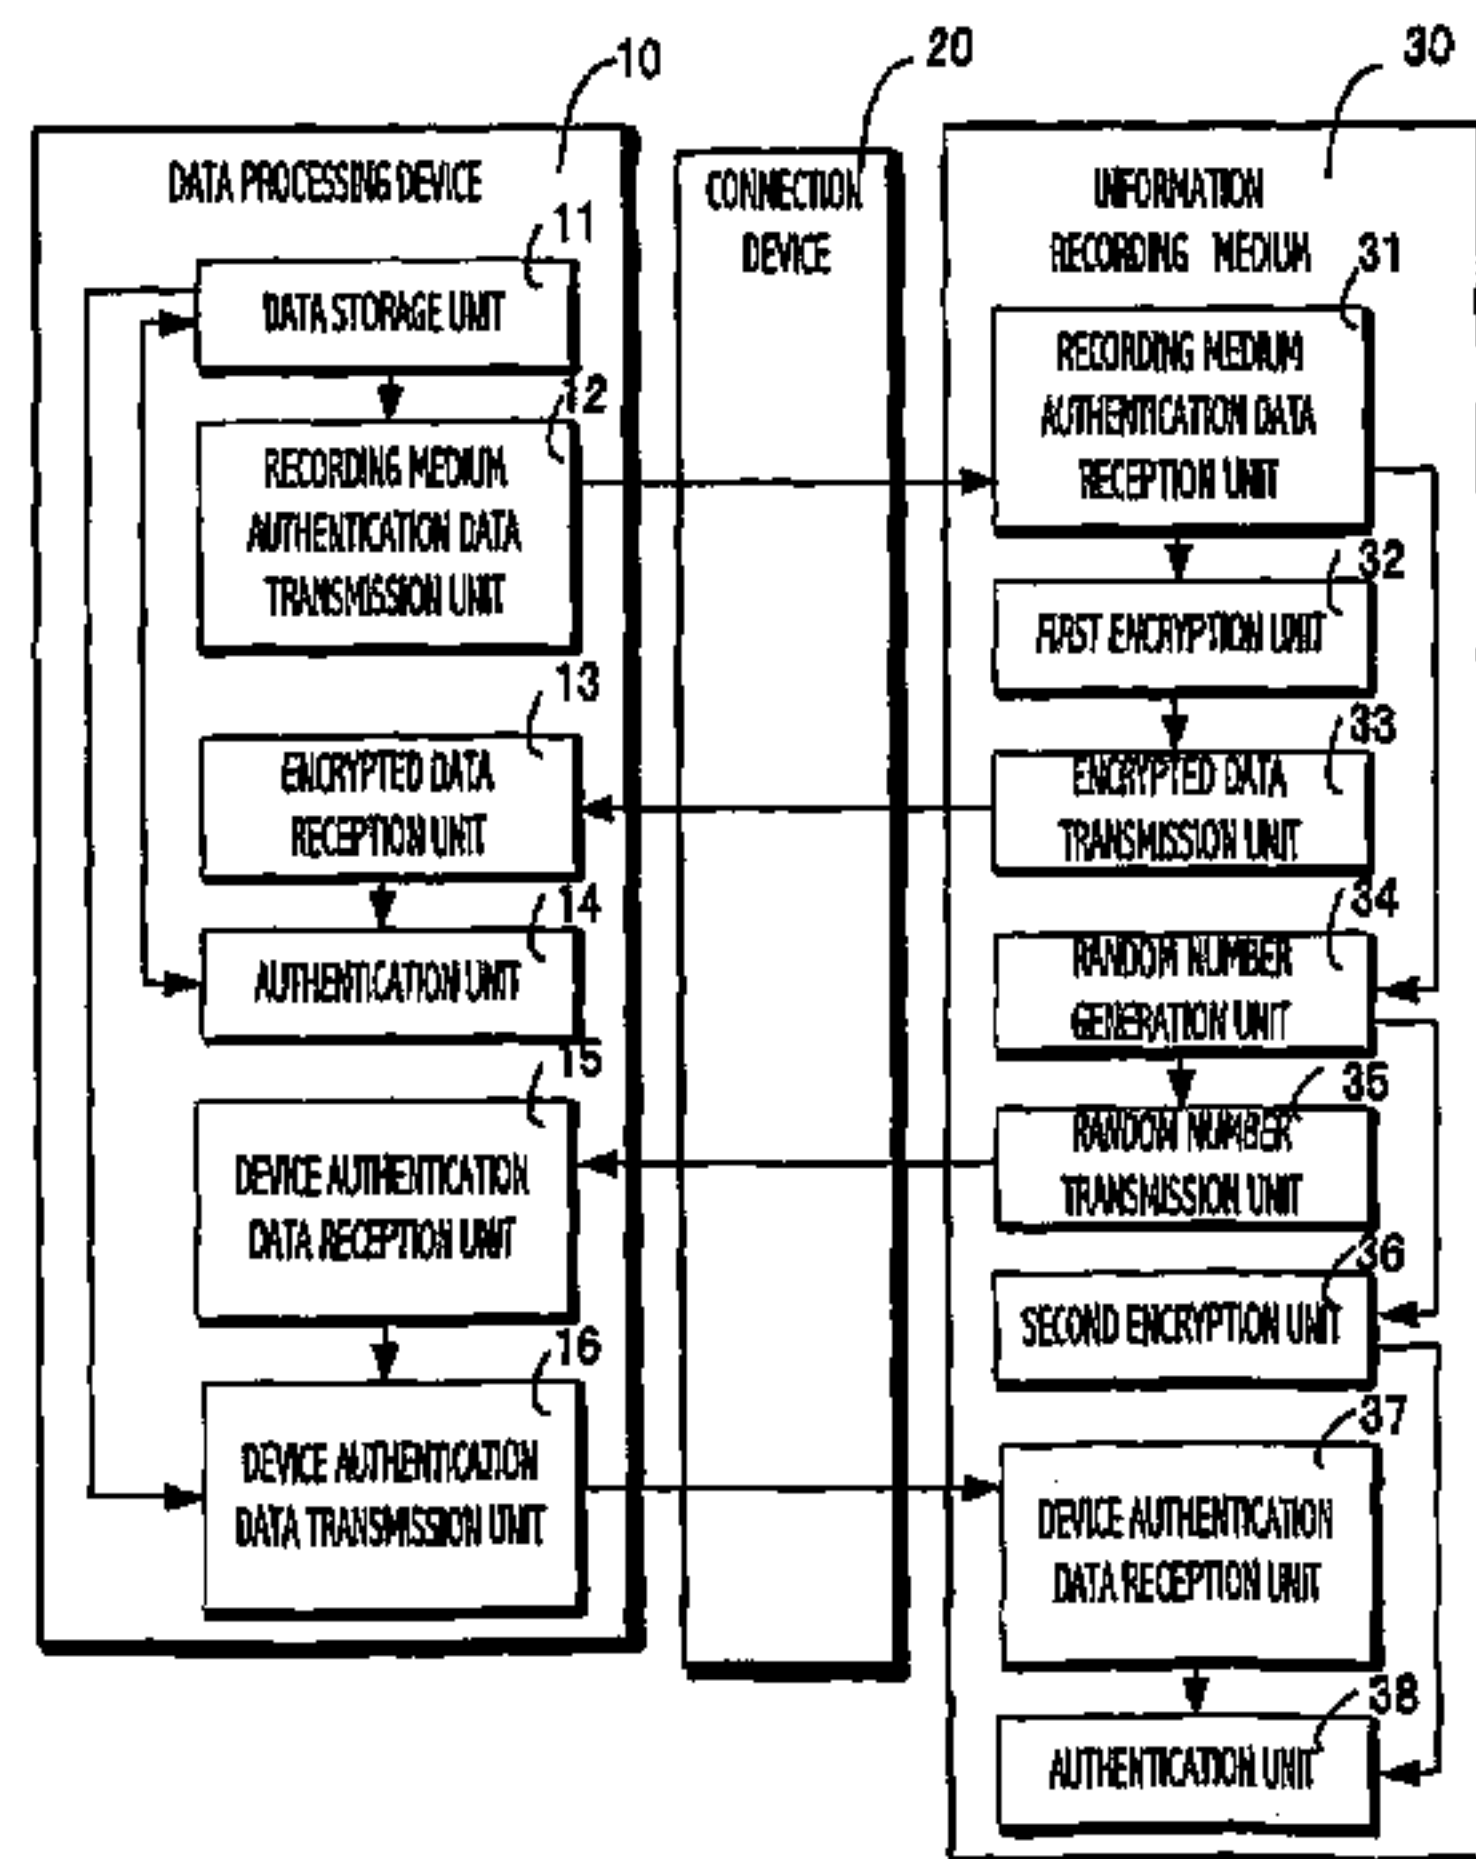 10
20
30
DATA PROCESSING DEVICE
11
DATA STORAGE UNIT
12
RECORDING MEDIUM
AUTHENTICATION DATA
TRANSMISSION UNIT
13
ENCRYPTED DATA
RECEPTION UNIT
14
AUTHENTICATION UNIT
15
DEVICE AUTHENTICATION
DATA RECEPTION UNIT
16
DEVICE AUTHENTICATION
DATA TRANSMISSION UNIT
CONNECTION
DEVICE
INFORMATION
RECORDING MEDIUM
31
RECORDING MEDIUM
AUTHENTICATION DATA
RECEPTION UNIT
32
FIRST ENCRYPTION UNIT
33
ENCRYPTED DATA
TRANSMISSION UNIT
34
RANDOM NUMBER
GENERATION UNIT
35
RANDOM NUMBER
TRANSMISSION UNIT
36
SECOND ENCRYPTION UNIT
37
DEVICE AUTHENTICATION
DATA RECEPTION UNIT
38
AUTHENTICATION UNIT